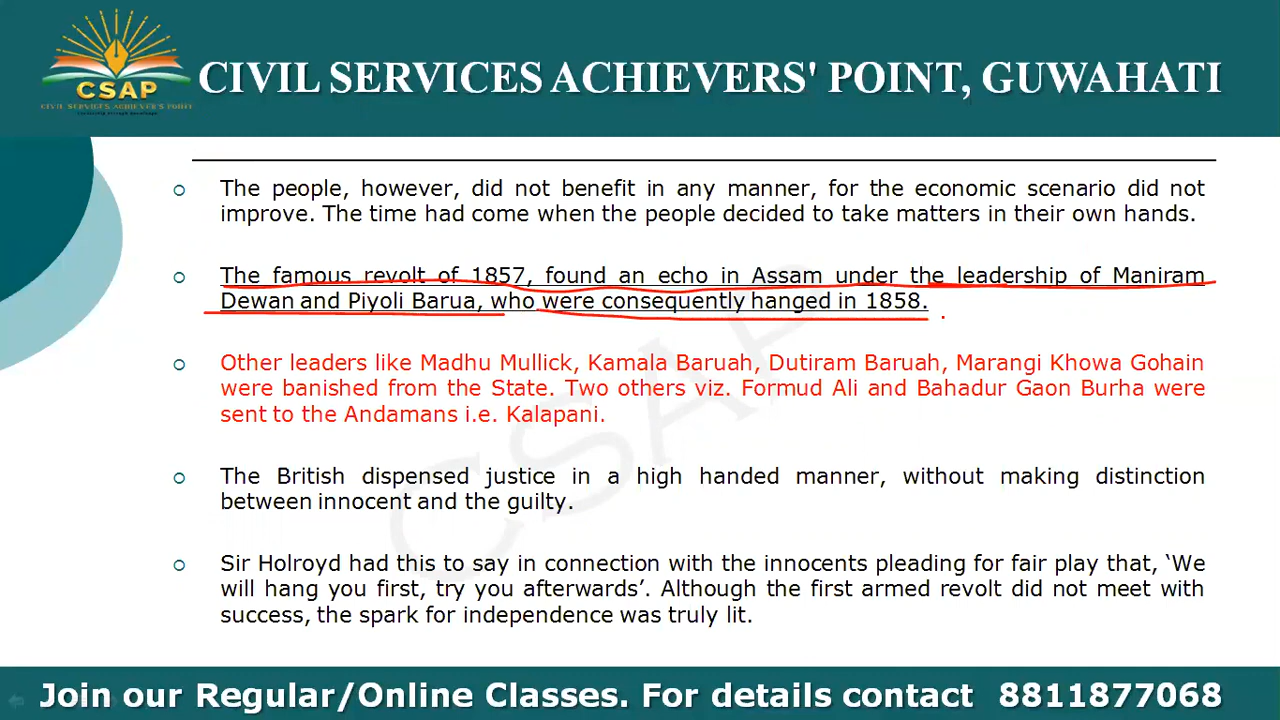 CSAP
CIVIL SERVICES ACHIEVER'S POINT
CIVIL SERVICES ACHIEVERS' POINT, GUWAHATI
The people, however, did not benefit in any manner, for the economic scenario did not
improve. The time had come when the people decided to take matters in their own hands.
The famous revolt of 1857, found an echo in Assam under the leadership of Maniram
Dewan and Piyoli Barua, who were consequently hanged in 1858.
Other leaders like Madhu Mullick, Kamala Baruah, Dutiram Baruah, Marangi Khowa Gohain
were banished from the State. Two others viz. Formud Ali and Bahadur Gaon Burha were
sent to the Andamans i.e. Kalapani.
The British dispensed justice in a high handed manner, without making distinction
between innocent and the guilty.
Sir Holroyd had this to say in connection with the innocents pleading for fair play that, ‘We
will hang you first, try you afterwards’. Although the first armed revolt did not meet with
success, the spark for independence was truly lit.
CSAP
Join our Regular/Online Classes. For details contact 8811877068